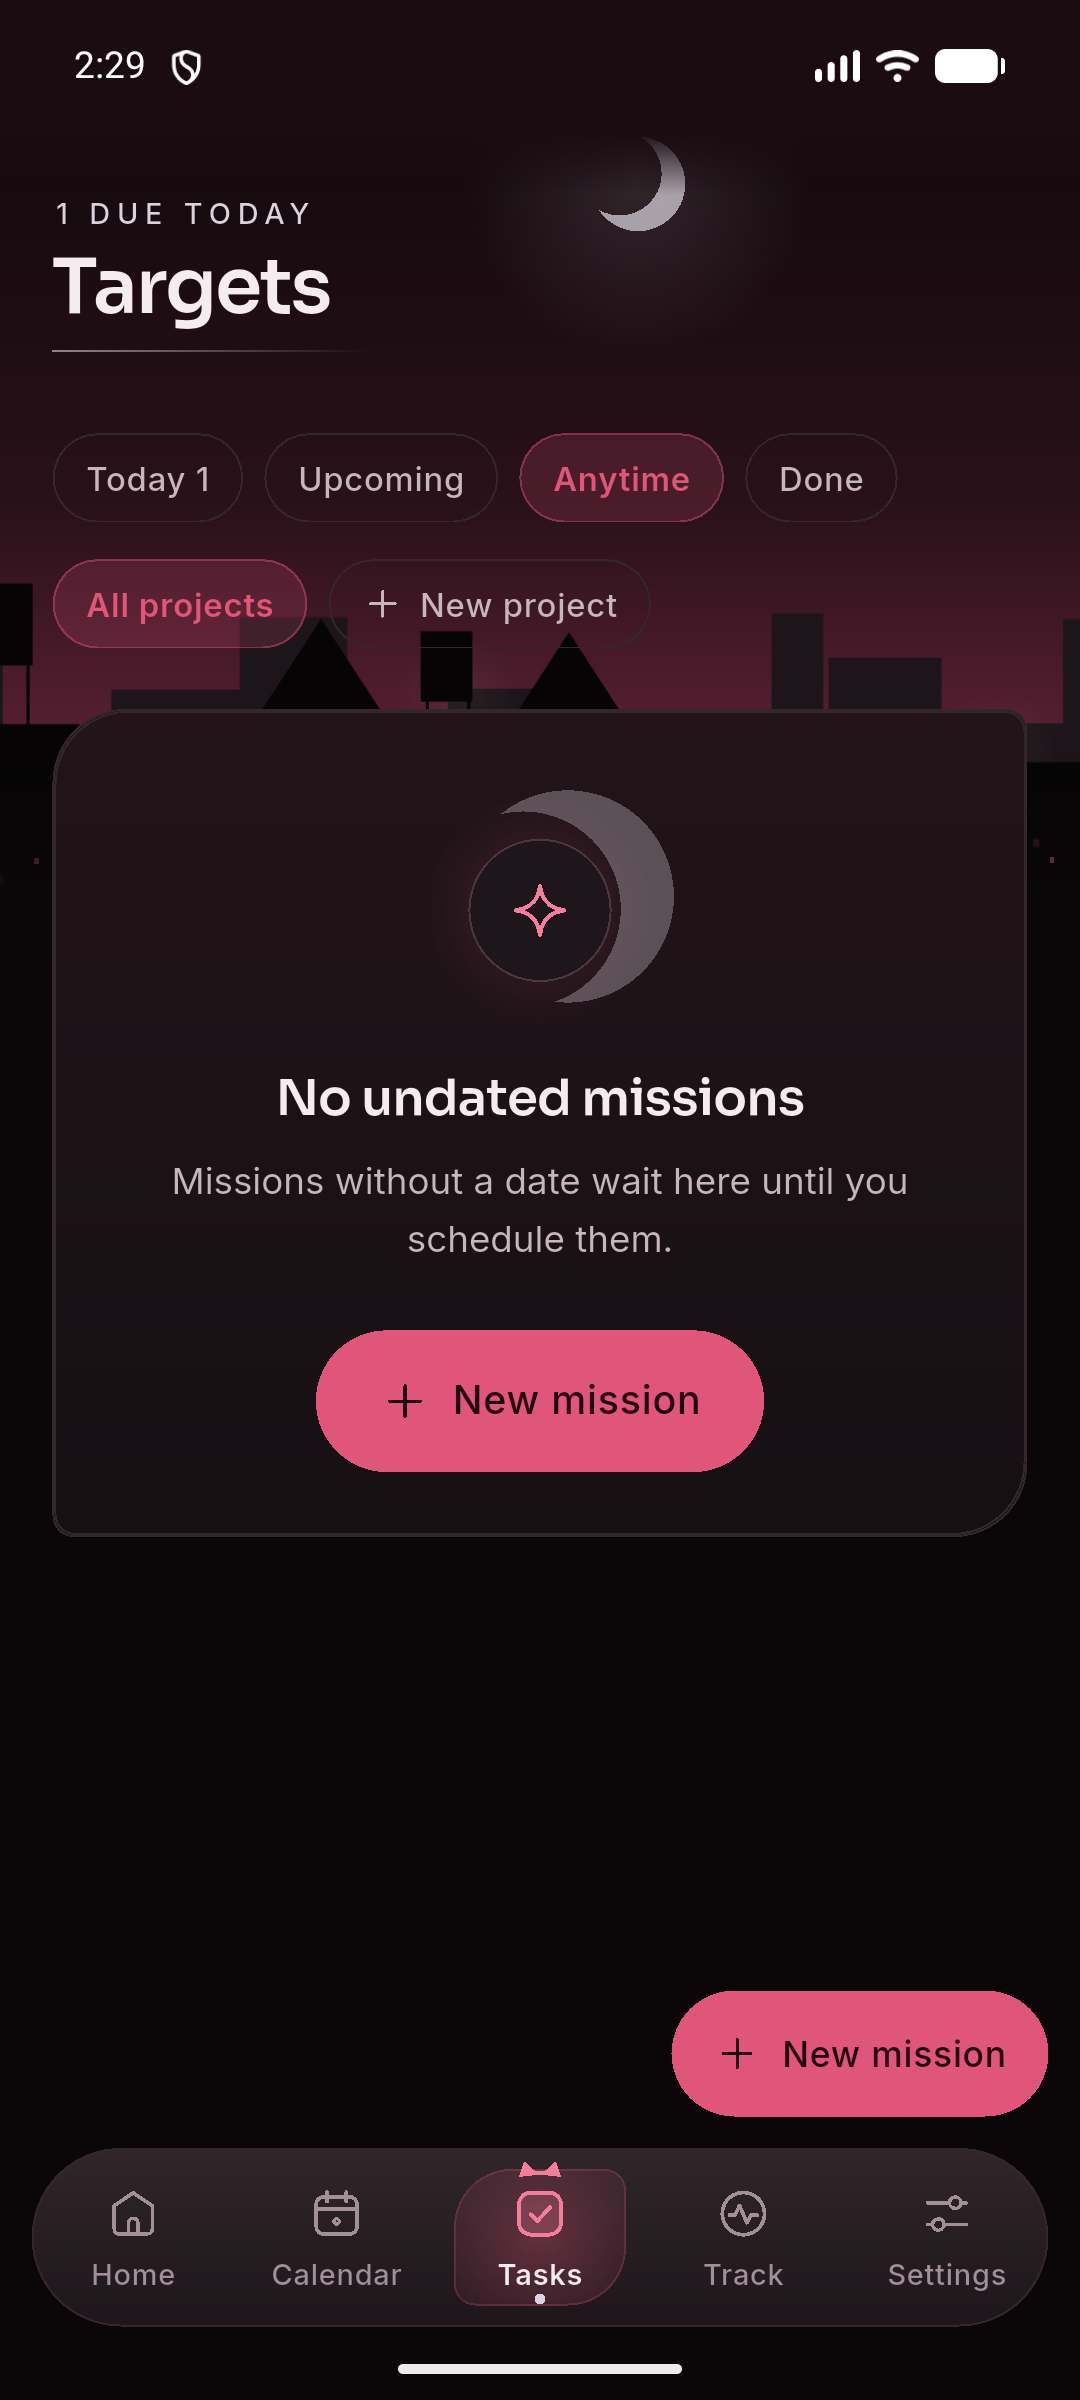 2:29
1 DUE TODAY
Targets
Today 1
Upcoming
Anytime
Done
All projects
New project
No undated missions
Missions without a date wait here until you
schedule them.
New mission
New mission
Home
Calendar
Tasks
Track
Settings